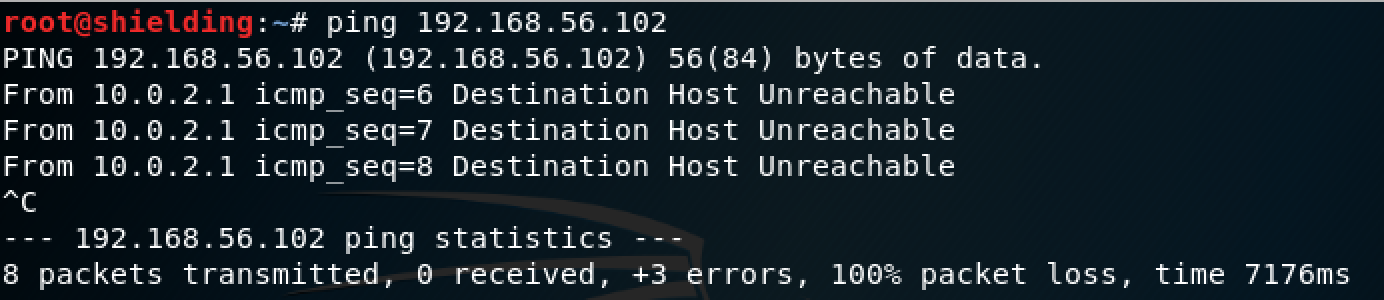 root@shielding:~# ping 192.168.56.102
PING 192.168.56.102 (192.168.56.102) 56(84) bytes of data.
From 10.0.2.1 icmp_seq=6 Destination Host Unreachable
From 10.0.2.1 icmp_seq=7 Destination Host Unreachable
From 10.0.2.1 icmp_seq=8 Destination Host Unreachable
^C
--- 192.168.56.102 ping statistics ---
8 packets transmitted, 0 received, +3 errors, 100% packet loss, time 7176ms